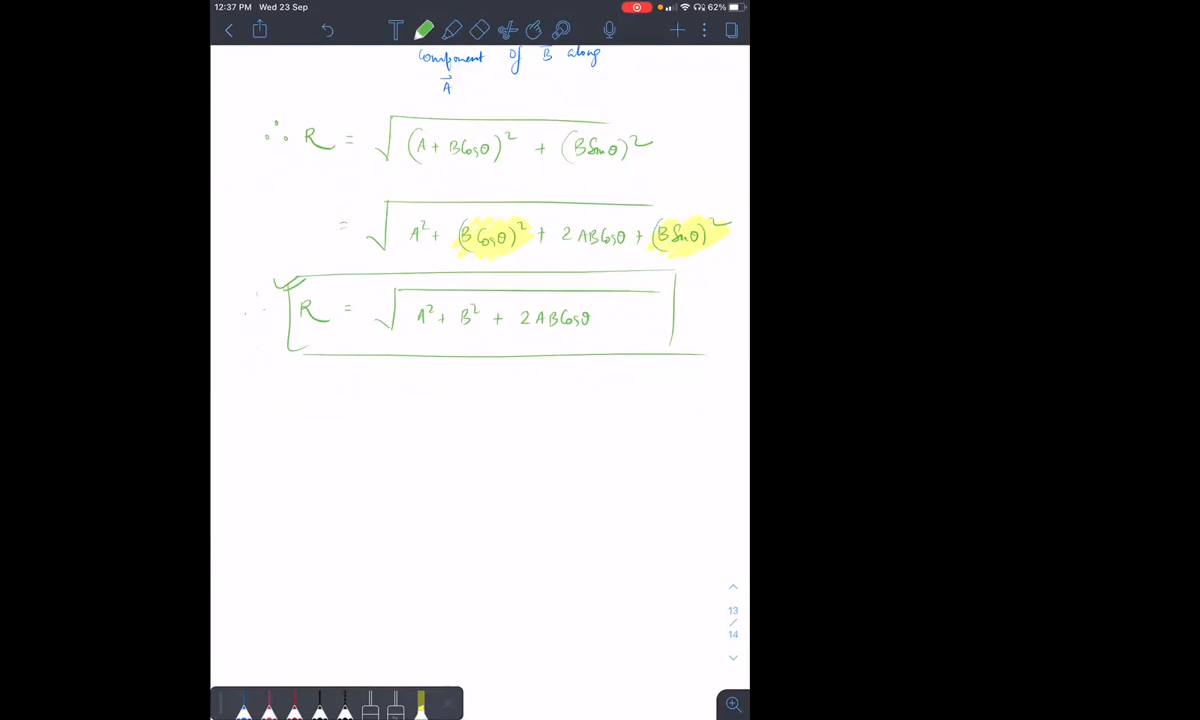 12:37 PM Wed 23 Sep 62%
component of B⃗ along
A⃗
∴ R = √((A + BCosθ)² + (BSinθ)²)
= √(A² + (BCosθ)² + 2ABCosθ + (BSinθ)²)
∴ R = √(A² + B² + 2ABCosθ)
13
/
14